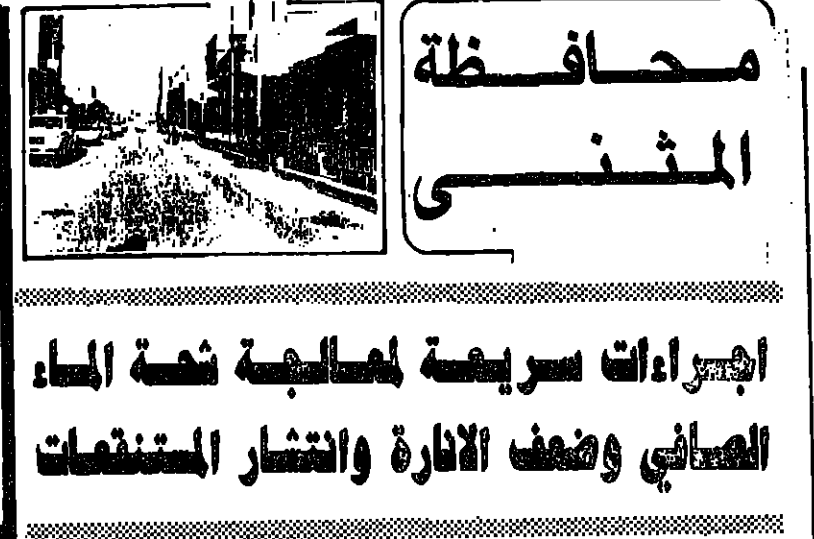 محافظة
المثنى
اجراءات سريعة لمعالجة شحة الماء
الصافي وضعف الانارة وانتشار المستنقعات